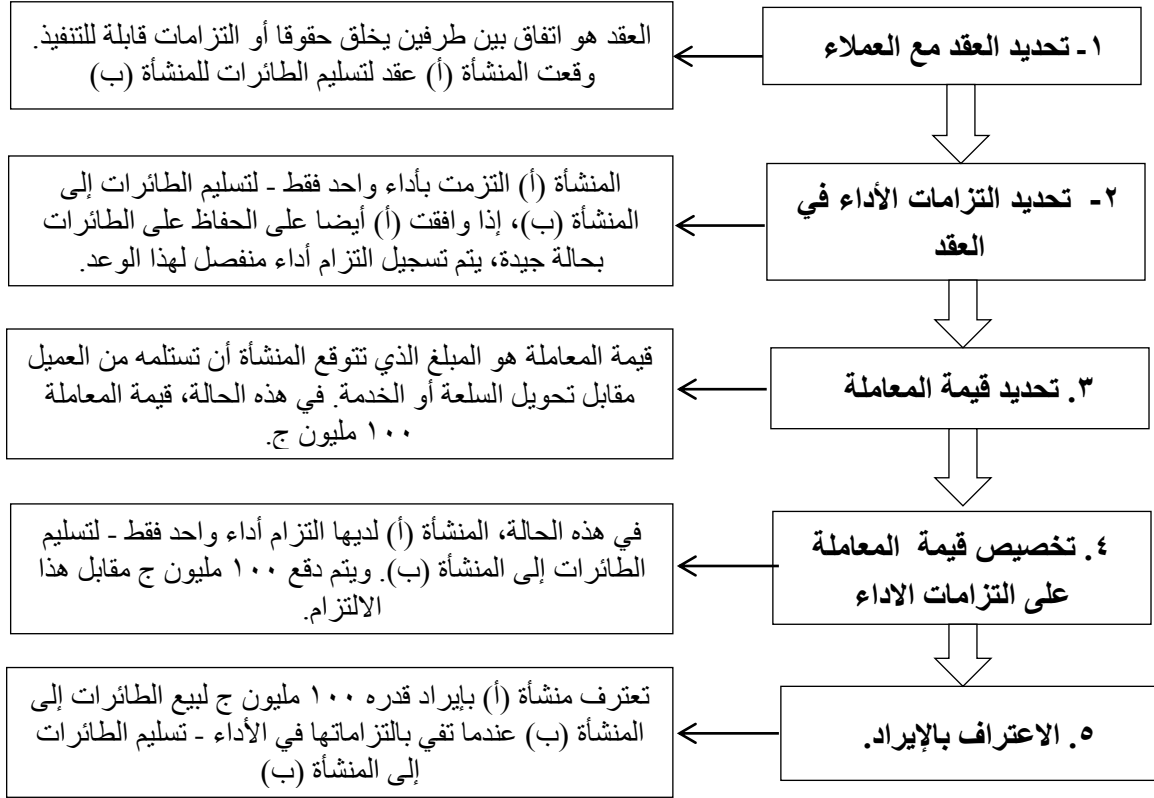 ١ - تحديد العقد مع العملاء
العقد هو اتفاق بين طرفين يخلق حقوقا أو التزامات قابلة للتنفيذ.
وقعت المنشأة (أ) عقد لتسليم الطائرات للمنشأة (ب)
٢- تحديد التزامات الأداء في
العقد
المنشأة (أ) التزمت بأداء واحد فقط - لتسليم الطائرات إلى
المنشأة (ب)، إذا وافقت (أ) أيضا على الحفاظ على الطائرات
بحالة جيدة، يتم تسجيل التزام أداء منفصل لهذا الوعد.
٣. تحديد قيمة المعاملة
قيمة المعاملة هو المبلغ الذي تتوقع المنشأة أن تستلمه من العميل
مقابل تحويل السلعة أو الخدمة. في هذه الحالة، قيمة المعاملة
١٠٠ مليون ج.
٤. تخصيص قيمة المعاملة
على التزامات الاداء
في هذه الحالة، المنشأة (أ) لديها التزام أداء واحد فقط - لتسليم
الطائرات إلى المنشأة (ب). ويتم دفع ١٠٠ مليون ج مقابل هذا
الالتزام.
٥. الاعتراف بالإيراد.
تعترف منشأة (أ) بإيراد قدره ١٠٠ مليون ج لبيع الطائرات إلى
المنشأة (ب) عندما تفي بالتزاماتها في الأداء - تسليم الطائرات
إلى المنشأة (ب)